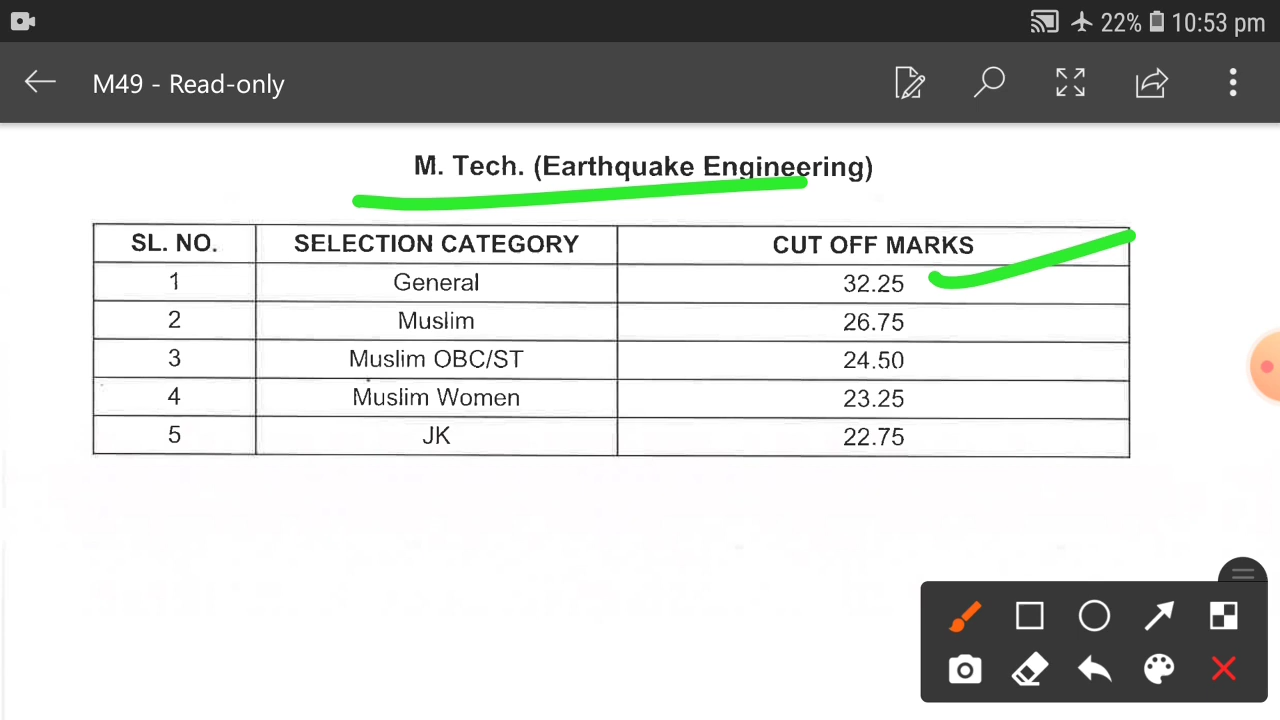 22% 10:53 pm
M49 - Read-only
M. Tech. (Earthquake Engineering)
SL. NO. SELECTION CATEGORY CUT OFF MARKS
1 General 32.25
2 Muslim 26.75
3 Muslim OBC/ST 24.50
4 Muslim Women 23.25
5 JK 22.75